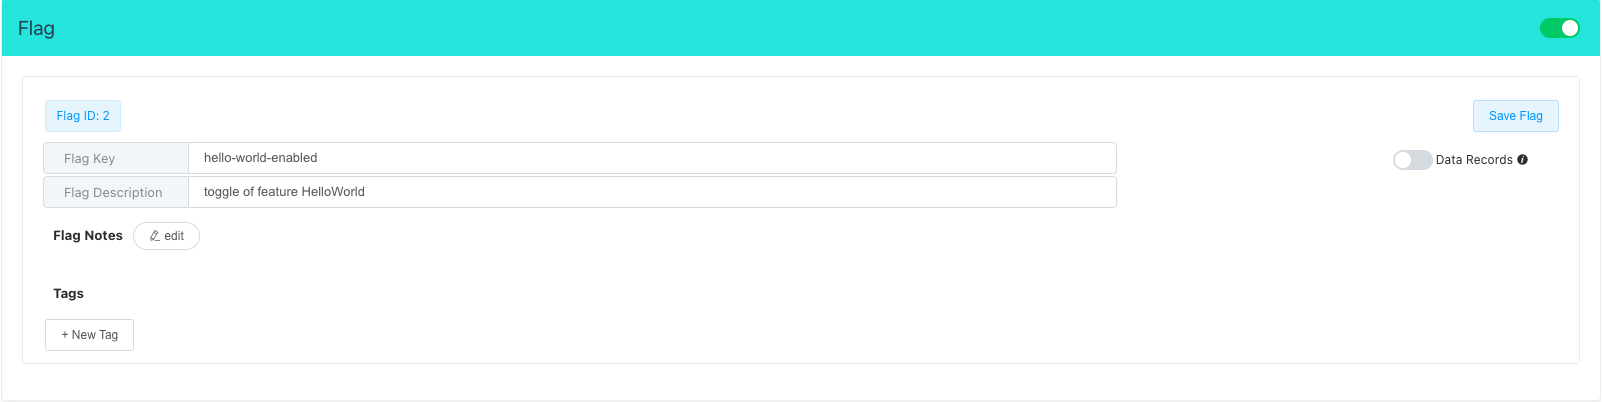 Flag
Flag ID: 2
Save Flag
Flag Key
hello-world-enabled
Data Records
Flag Description
toggle of feature HelloWorld
Flag Notes
edit
Tags
+ New Tag